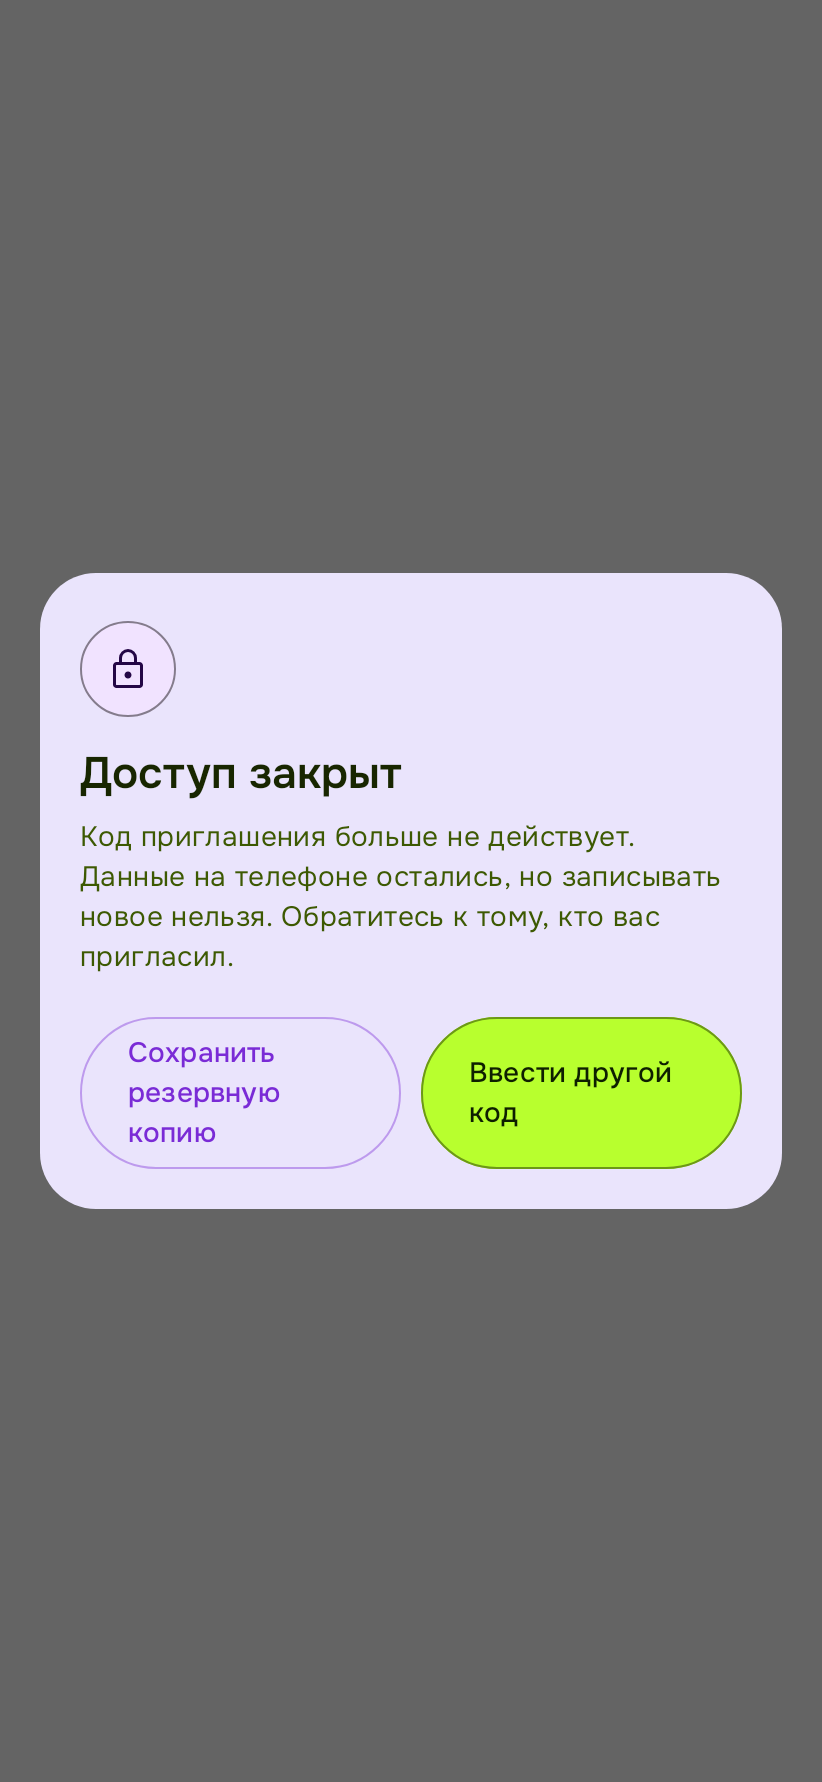 Доступ закрыт
Код приглашения больше не действует.
Данные на телефоне остались, но записывать
новое нельзя. Обратитесь к тому, кто вас
пригласил.
Сохранить
резервную
копию
Ввести другой
код